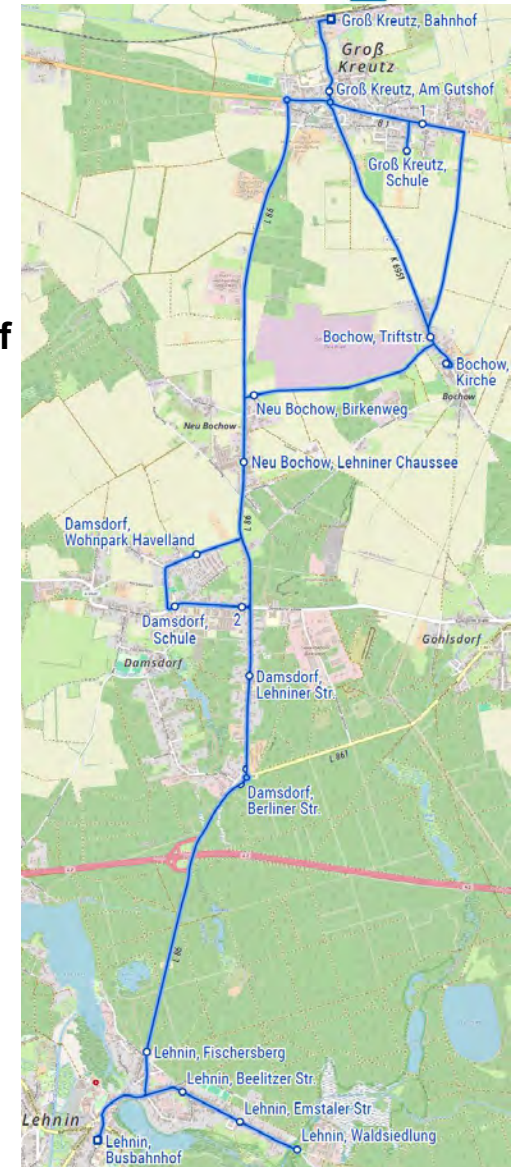 Groß Kreutz, Bahnhof
Groß
Kreutz
Groß Kreutz, Am Gutshof
1
B 1
Groß Kreutz,
Schule
L 86
K 6951
f
Bochow, Triftstr.
Bochow,
Kirche
Bochow
Neu Bochow, Birkenweg
Neu Bochow
Neu Bochow, Lehniner Chaussee
L 86
Damsdorf,
Wohnpark Havelland
2
Damsdorf,
Schule
Göhlsdorf
Damsdorf
Damsdorf,
Lehniner Str.
L 861
Damsdorf,
Berliner Str.
L 86
Lehnin, Fischersberg
Lehnin, Beelitzer Str.
Lehnin, Emstaler Str.
Lehnin
Lehnin, Waldsiedlung
Lehnin,
Busbahnhof